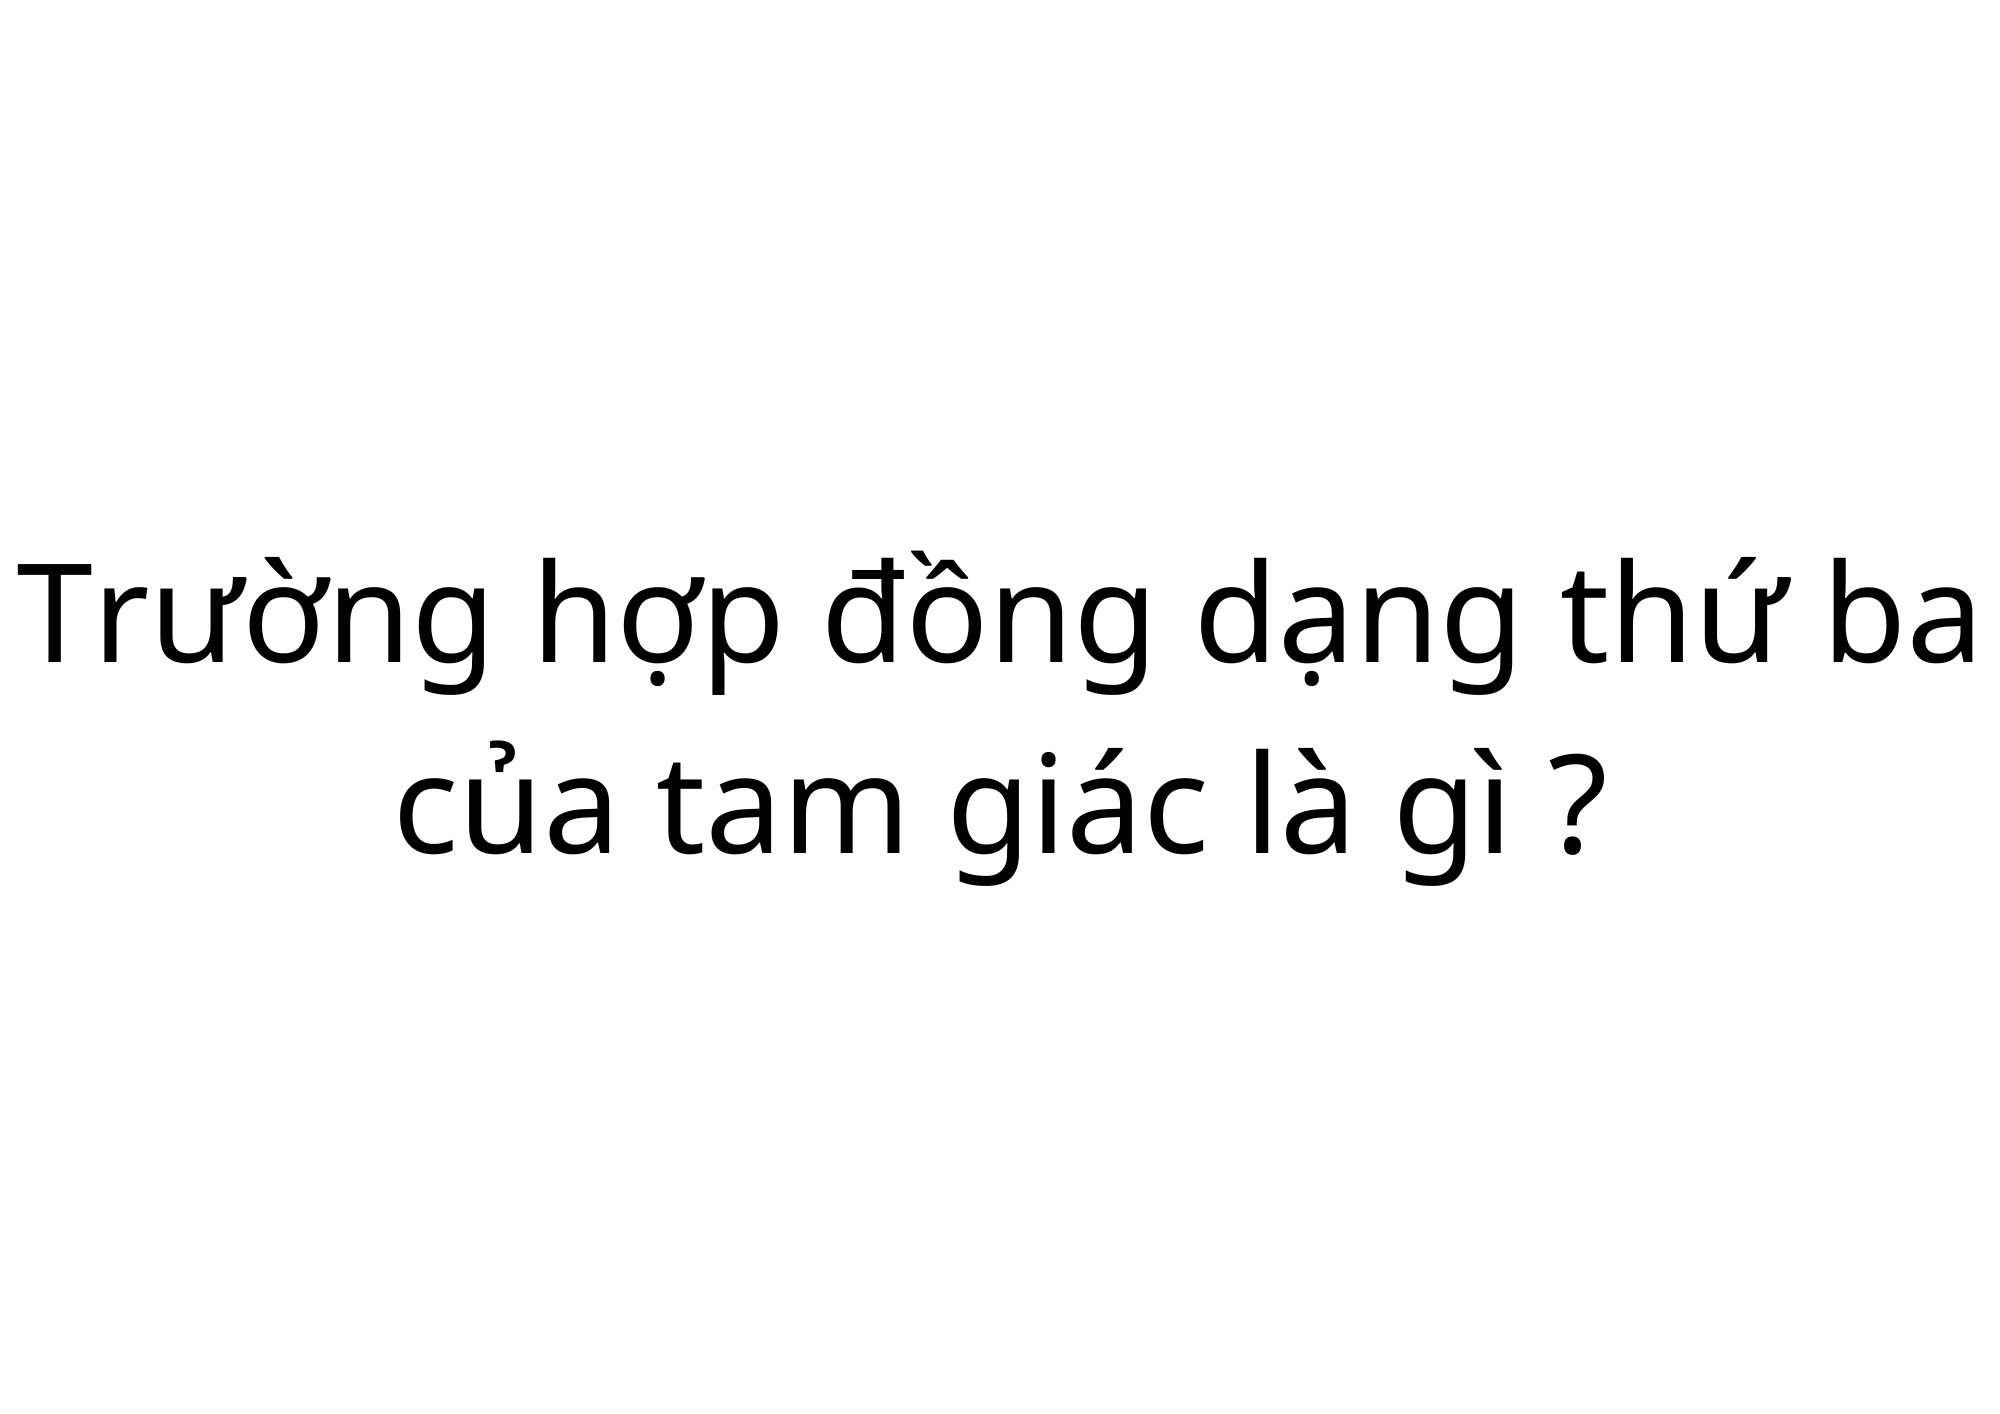 Trường hợp đồng dạng thứ ba
của tam giác là gì ?